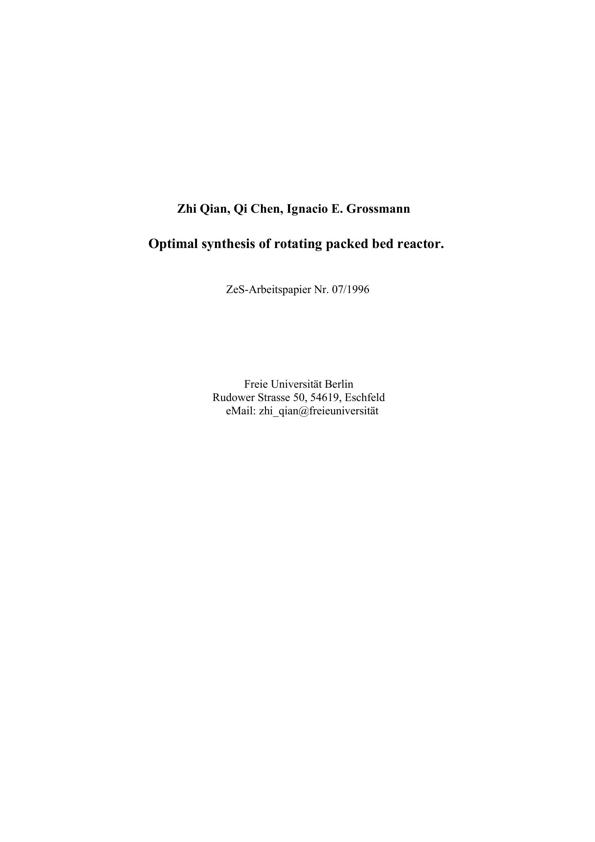 Zhi Qian, Qi Chen, Ignacio E. Grossmann
Optimal synthesis of rotating packed bed reactor.
ZeS-Arbeitspapier Nr. 07/1996
Freie Universität Berlin
Rudower Strasse 50, 54619, Eschfeld
eMail: zhi_qian@freieuniversität